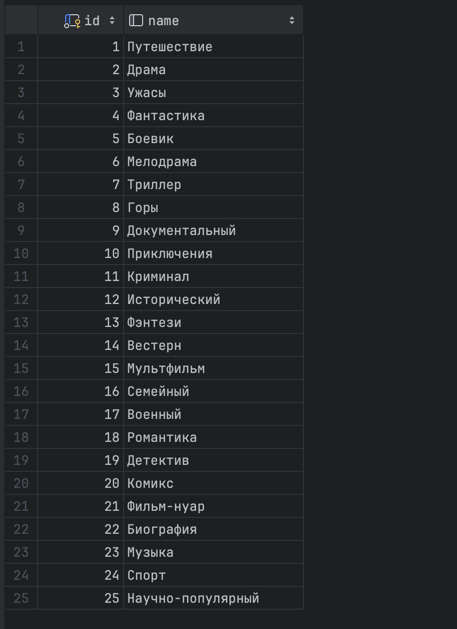 id name
1 1 Путешествие
2 2 Драма
3 3 Ужасы
4 4 Фантастика
5 5 Боевик
6 6 Мелодрама
7 7 Триллер
8 8 Горы
9 9 Документальный
10 10 Приключения
11 11 Криминал
12 12 Исторический
13 13 Фэнтези
14 14 Вестерн
15 15 Мультфильм
16 16 Семейный
17 17 Военный
18 18 Романтика
19 19 Детектив
20 20 Комикс
21 21 Фильм-нуар
22 22 Биография
23 23 Музыка
24 24 Спорт
25 25 Научно-популярный